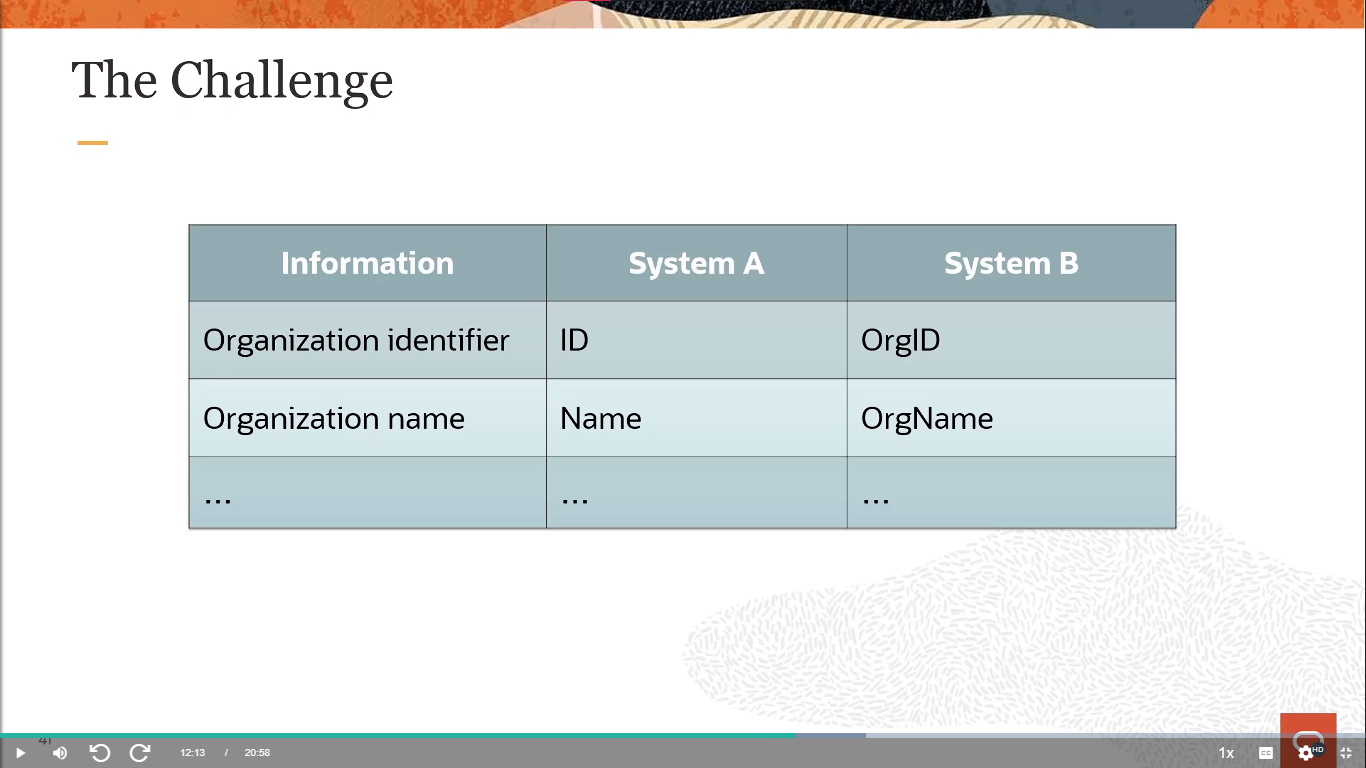 The Challenge
Information System A System B
Organization identifier ID OrgID
Organization name Name OrgName
... ... ...
41
12:13 / 20:58 1x CC HD